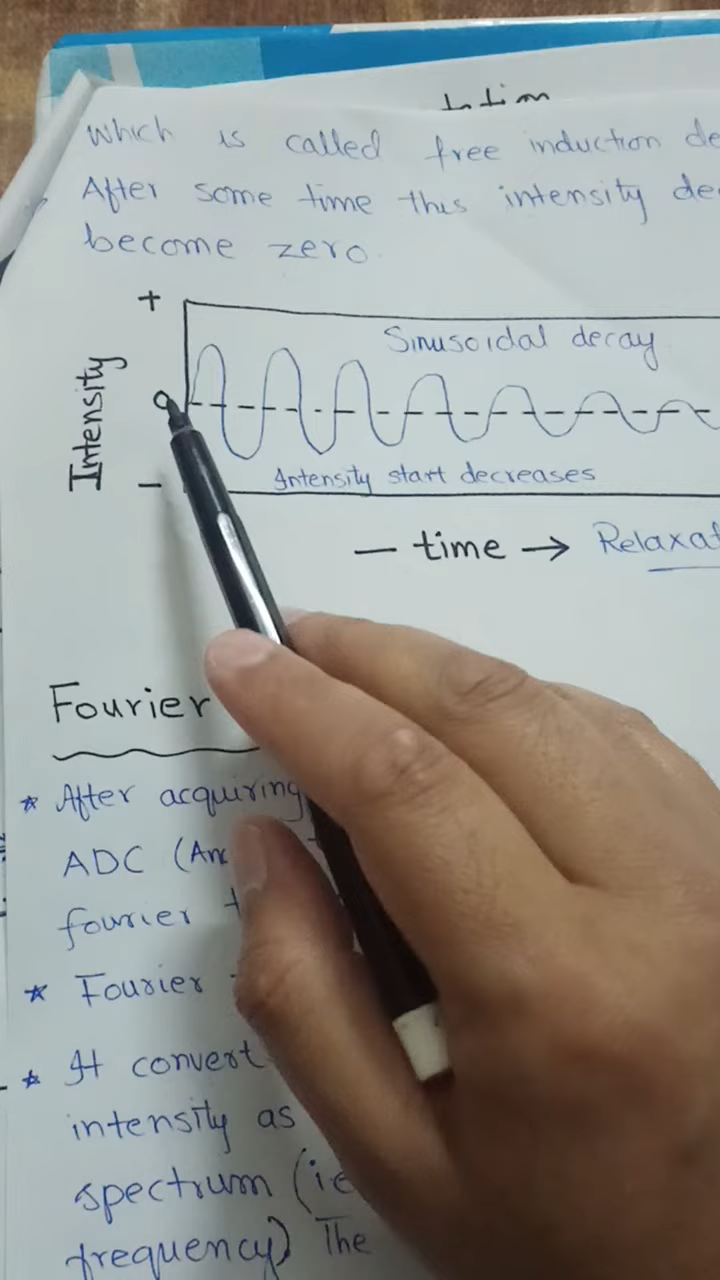 Which is called free induction de
After some time this intensity de
become zero.
+
Sinusoidal decay
Intensity
o
Intensity start decreases
-
— time → Relaxat
Fourier
* After acquiring
ADC (An
fourier t
* Fourier
* It convert
intensity as
spectrum (ie
frequency) The